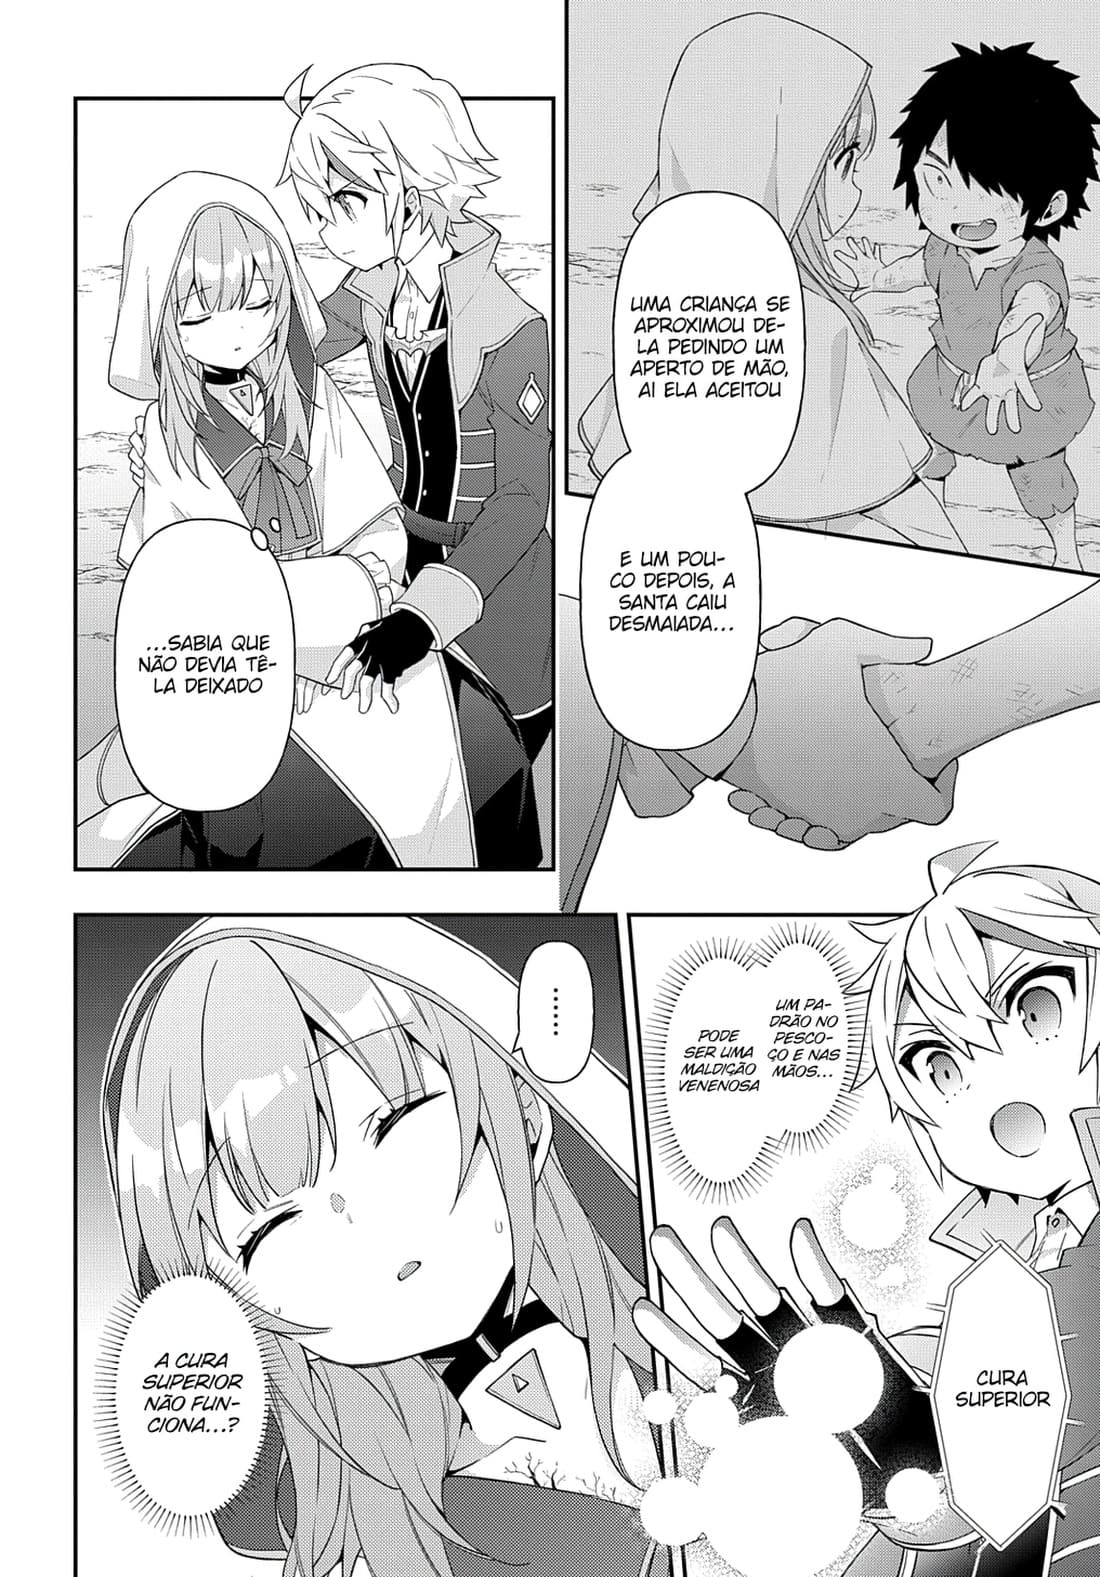 UMA CRIANÇA SE
APROXIMOU DE-
LA PEDINDO UM
APERTO DE MÃO,
AI ELA ACEITOU
E UM POU-
CO DEPOIS, A
SANTA CAIU
DESMAIADA...
...SABIA QUE
NÃO DEVIA TÊ-
LA DEIXADO
UM PA-
DRÃO NO
PESCO-
ÇO E NAS
MÃOS...
PODE
SER UMA
MALDIÇÃO
VENENOSA
CURA
SUPERIOR
......
A CURA
SUPERIOR
NÃO FUN-
CIONA...?